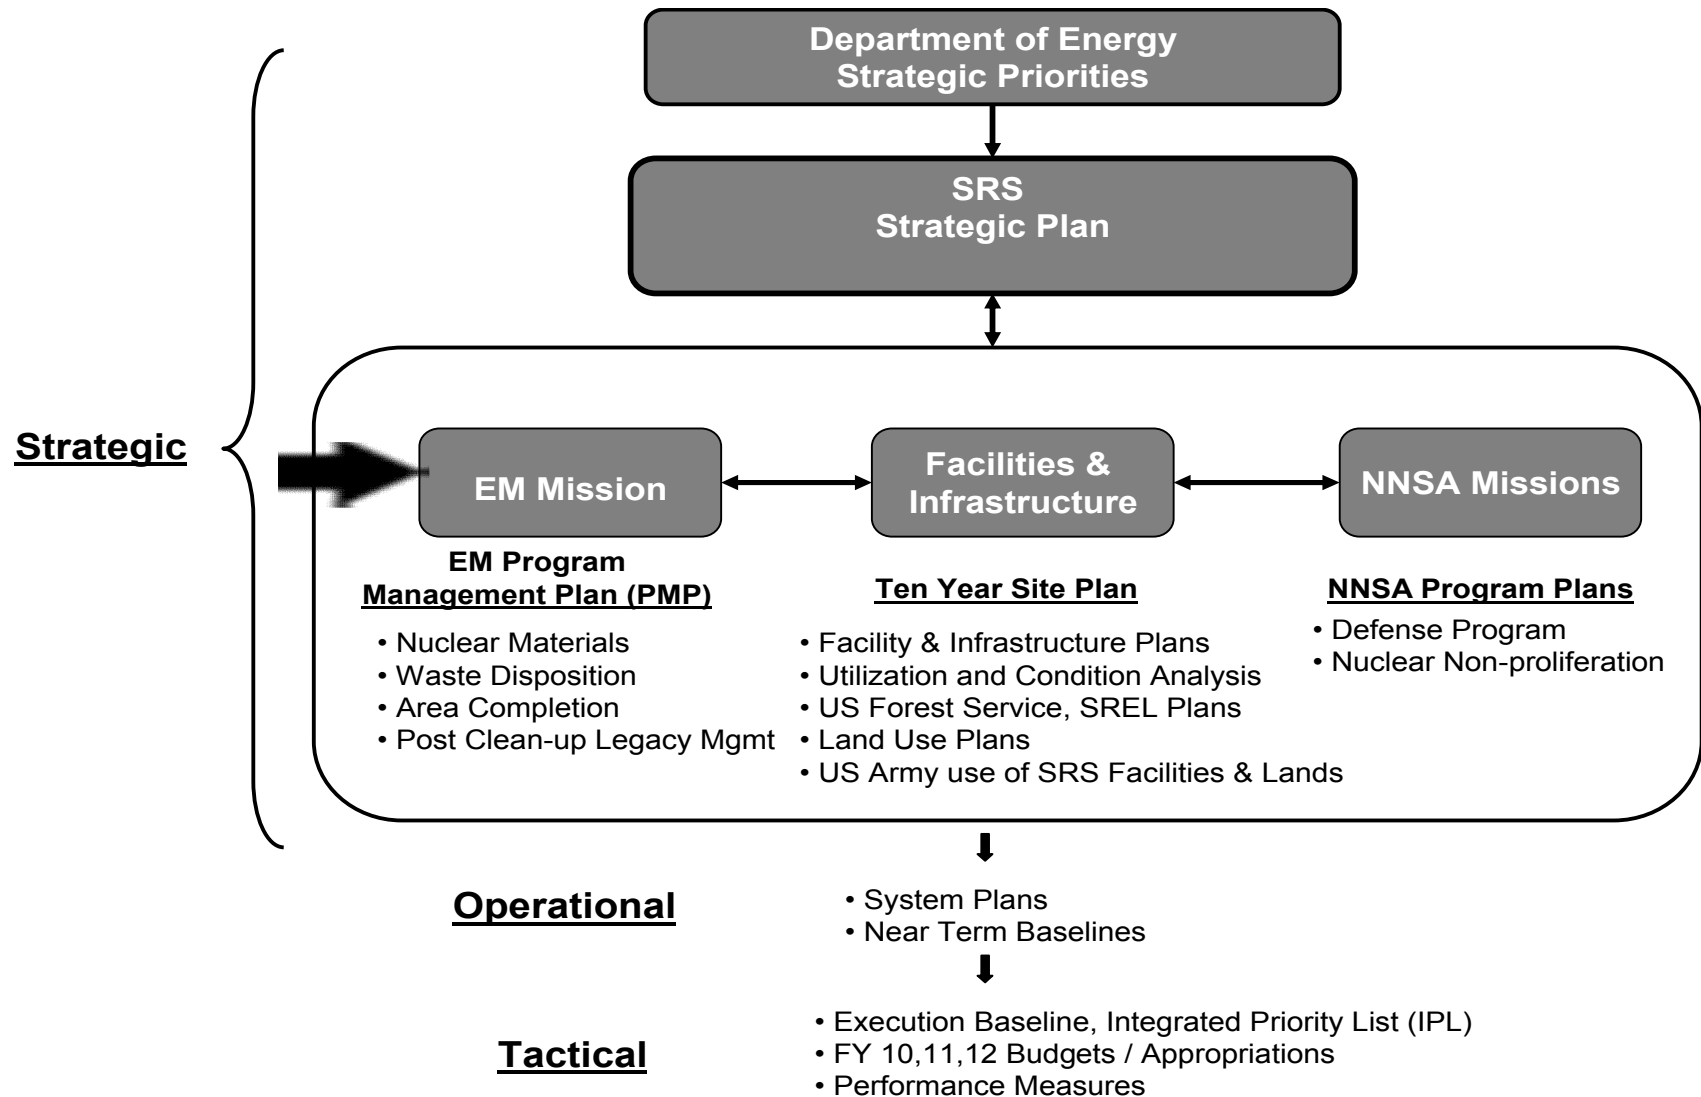 Department of Energy
Strategic Priorities
SRS
Strategic Plan
Strategic
EM Mission
Facilities &
Infrastructure
NNSA Missions
EM Program
Management Plan (PMP)
• Nuclear Materials
• Waste Disposition
• Area Completion
• Post Clean-up Legacy Mgmt
Ten Year Site Plan
• Facility & Infrastructure Plans
• Utilization and Condition Analysis
• US Forest Service, SREL Plans
• Land Use Plans
• US Army use of SRS Facilities & Lands
NNSA Program Plans
• Defense Program
• Nuclear Non-proliferation
Operational
• System Plans
• Near Term Baselines
Tactical
• Execution Baseline, Integrated Priority List (IPL)
• FY 10,11,12 Budgets / Appropriations
• Performance Measures